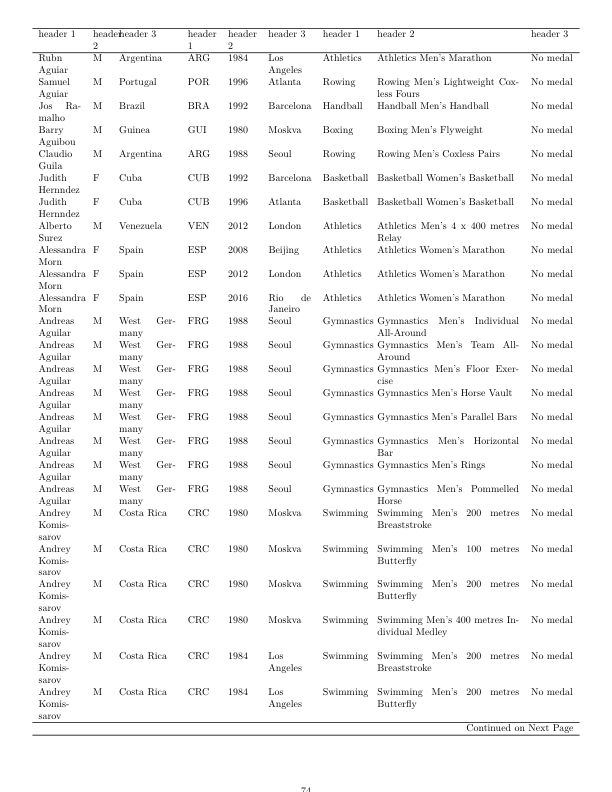 header 1 header 2 header 3 header 1 header 2 header 3 header 1 header 2 header 3
Rubn Aguiar M Argentina ARG 1984 Los Angeles Athletics Athletics Men's Marathon No medal
Samuel Aguiar M Portugal POR 1996 Atlanta Rowing Rowing Men's Lightweight Coxless Fours No medal
Jos Ramalho M Brazil BRA 1992 Barcelona Handball Handball Men's Handball No medal
Barry Aguibou M Guinea GUI 1980 Moskva Boxing Boxing Men's Flyweight No medal
Claudio Guila M Argentina ARG 1988 Seoul Rowing Rowing Men's Coxless Pairs No medal
Judith Hernndez F Cuba CUB 1992 Barcelona Basketball Basketball Women's Basketball No medal
Judith Hernndez F Cuba CUB 1996 Atlanta Basketball Basketball Women's Basketball No medal
Alberto Surez M Venezuela VEN 2012 London Athletics Athletics Men's 4 x 400 metres Relay No medal
Alessandra Morn F Spain ESP 2008 Beijing Athletics Athletics Women's Marathon No medal
Alessandra Morn F Spain ESP 2012 London Athletics Athletics Women's Marathon No medal
Alessandra Morn F Spain ESP 2016 Rio de Janeiro Athletics Athletics Women's Marathon No medal
Andreas Aguilar M West Germany FRG 1988 Seoul Gymnastics Gymnastics Men's Individual All-Around No medal
Andreas Aguilar M West Germany FRG 1988 Seoul Gymnastics Gymnastics Men's Team All-Around No medal
Andreas Aguilar M West Germany FRG 1988 Seoul Gymnastics Gymnastics Men's Floor Exercise No medal
Andreas Aguilar M West Germany FRG 1988 Seoul Gymnastics Gymnastics Men's Horse Vault No medal
Andreas Aguilar M West Germany FRG 1988 Seoul Gymnastics Gymnastics Men's Parallel Bars No medal
Andreas Aguilar M West Germany FRG 1988 Seoul Gymnastics Gymnastics Men's Horizontal Bar No medal
Andreas Aguilar M West Germany FRG 1988 Seoul Gymnastics Gymnastics Men's Rings No medal
Andreas Aguilar M West Germany FRG 1988 Seoul Gymnastics Gymnastics Men's Pommelled Horse No medal
Andrey Komissarov M Costa Rica CRC 1980 Moskva Swimming Swimming Men's 200 metres Breaststroke No medal
Andrey Komissarov M Costa Rica CRC 1980 Moskva Swimming Swimming Men's 100 metres Butterfly No medal
Andrey Komissarov M Costa Rica CRC 1980 Moskva Swimming Swimming Men's 200 metres Butterfly No medal
Andrey Komissarov M Costa Rica CRC 1980 Moskva Swimming Swimming Men's 400 metres Individual Medley No medal
Andrey Komissarov M Costa Rica CRC 1984 Los Angeles Swimming Swimming Men's 200 metres Breaststroke No medal
Andrey Komissarov M Costa Rica CRC 1984 Los Angeles Swimming Swimming Men's 200 metres Butterfly No medal
Continued on Next Page
74